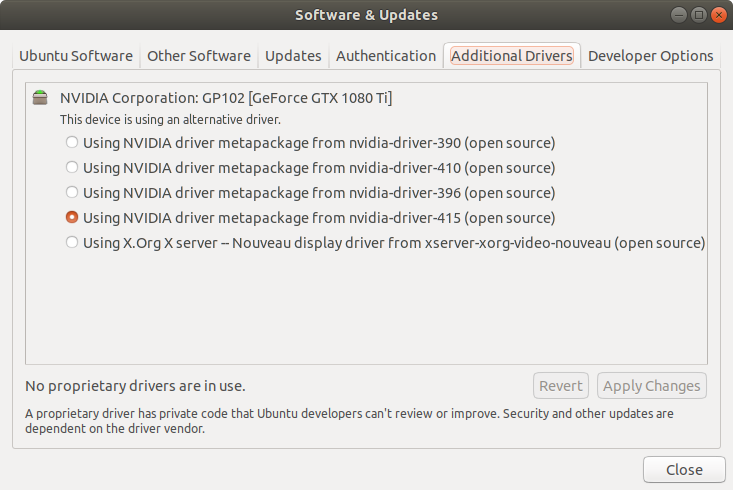 Software & Updates
Ubuntu Software
Other Software
Updates
Authentication
Additional Drivers
Developer Options
NVIDIA Corporation: GP102 [GeForce GTX 1080 Ti]
This device is using an alternative driver.
Using NVIDIA driver metapackage from nvidia-driver-390 (open source)
Using NVIDIA driver metapackage from nvidia-driver-410 (open source)
Using NVIDIA driver metapackage from nvidia-driver-396 (open source)
Using NVIDIA driver metapackage from nvidia-driver-415 (open source)
Using X.Org X server -- Nouveau display driver from xserver-xorg-video-nouveau (open source)
No proprietary drivers are in use.
Revert
Apply Changes
A proprietary driver has private code that Ubuntu developers can't review or improve. Security and other updates are
dependent on the driver vendor.
Close